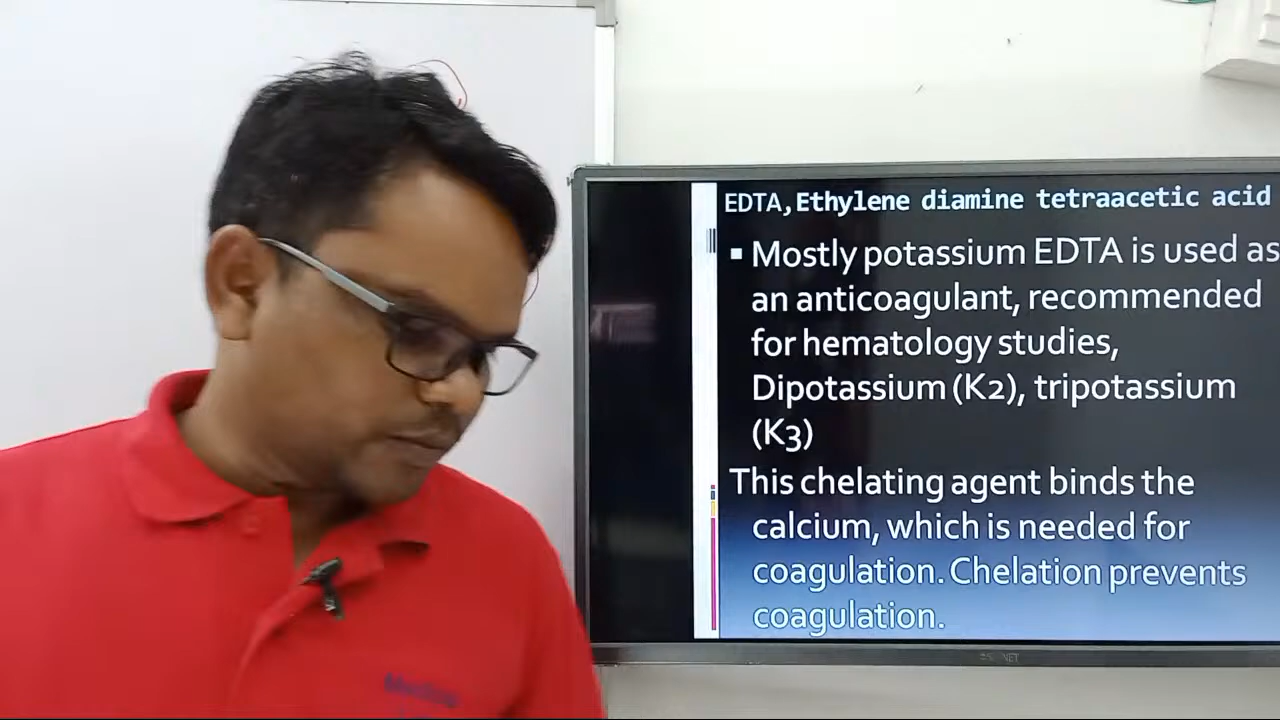 EDTA, Ethylene diamine tetraacetic acid
▪ Mostly potassium EDTA is used as
an anticoagulant, recommended
for hematology studies,
Dipotassium (K2), tripotassium
(K3)
This chelating agent binds the
calcium, which is needed for
coagulation. Chelation prevents
coagulation.